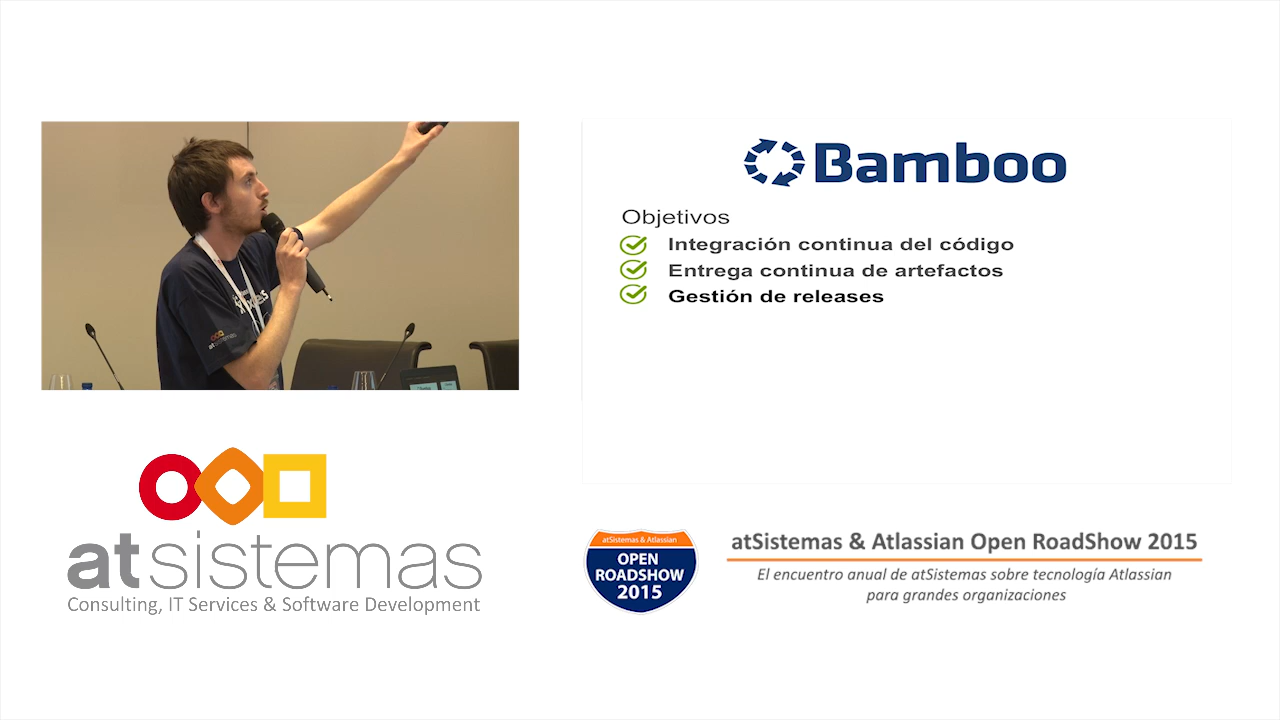 Bamboo
Objetivos
Integración continua del código
Entrega continua de artefactos
Gestión de releases
atsistemas
atsistemas
Consulting, IT Services & Software Development
atSistemas & Atlassian
OPEN
ROADSHOW
2015
atSistemas & Atlassian Open RoadShow 2015
El encuentro anual de atSistemas sobre tecnología Atlassian
para grandes organizaciones